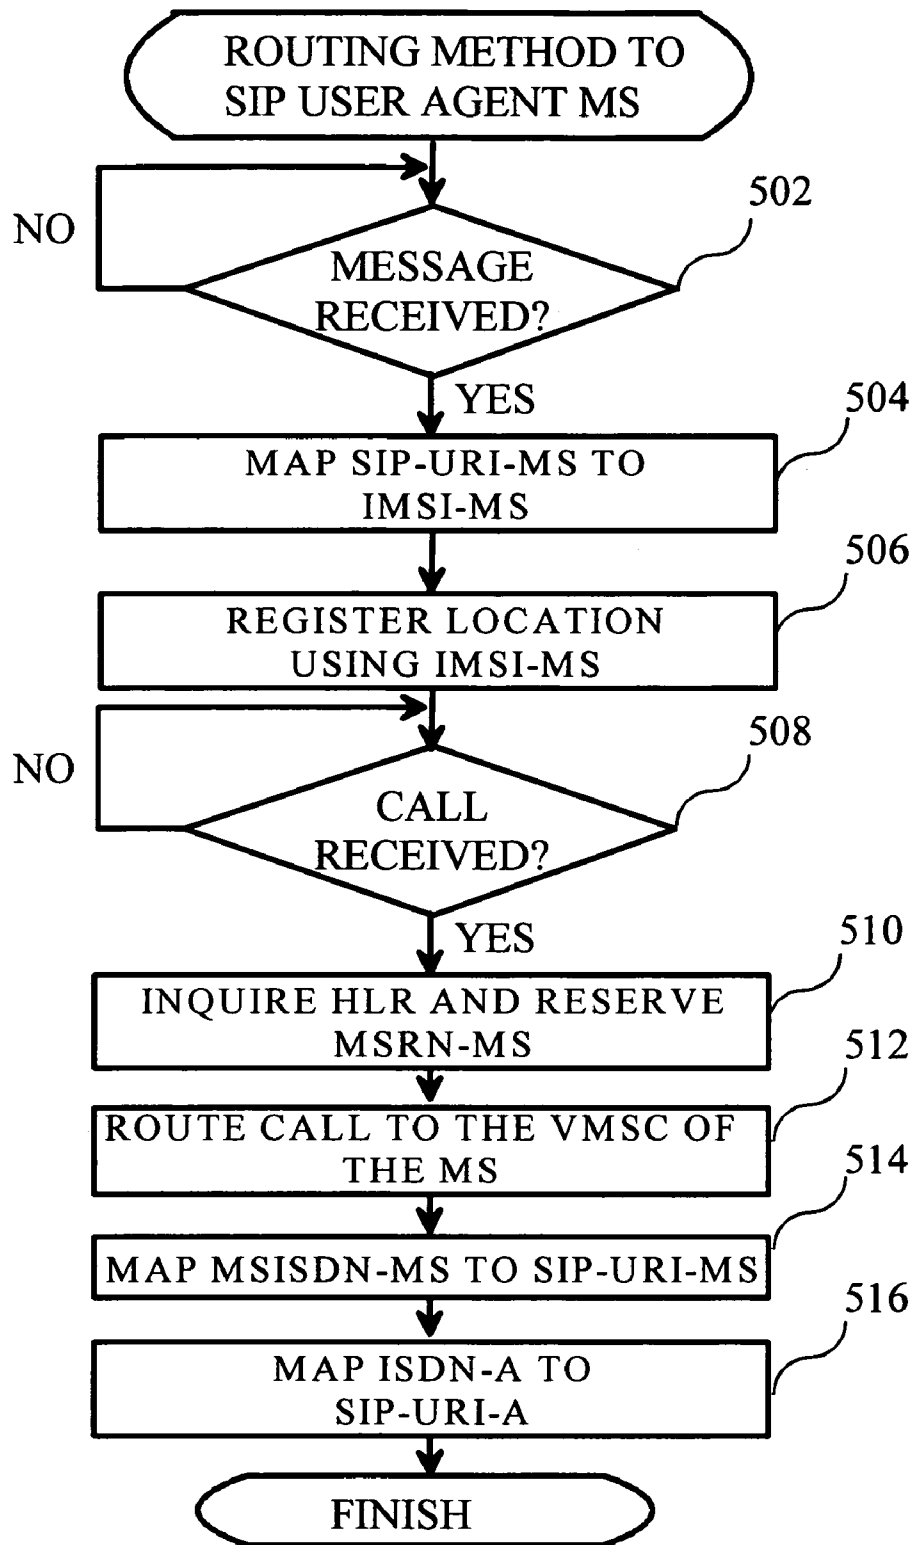 ROUTING METHOD TO
SIP USER AGENT MS
502
NO
MESSAGE
RECEIVED?
YES
504
MAP SIP-URI-MS TO
IMSI-MS
506
REGISTER LOCATION
USING IMSI-MS
508
NO
CALL
RECEIVED?
YES
510
INQUIRE HLR AND RESERVE
MSRN-MS
512
ROUTE CALL TO THE VMSC OF
THE MS
514
MAP MSISDN-MS TO SIP-URI-MS
516
MAP ISDN-A TO
SIP-URI-A
FINISH